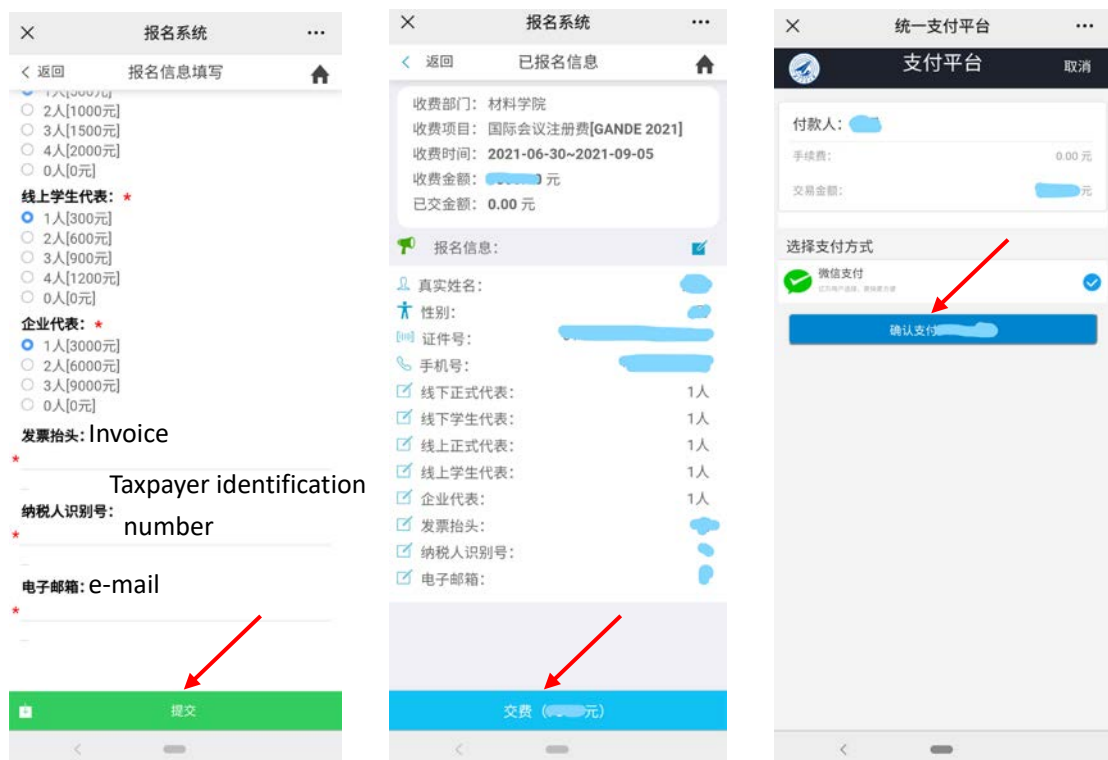 报名系统
返回
报名信息填写
2人[1000元]
3人[1500元]
4人[2000元]
0人[0元]
线上学生代表：*
1人[300元]
2人[600元]
3人[900元]
4人[1200元]
0人[0元]
企业代表：*
1人[3000元]
2人[6000元]
3人[9000元]
0人[0元]
发票抬头：Invoice
*
Taxpayer identification
纳税人识别号：
number
*
电子邮箱：e-mail
*
提交
报名系统
返回
已报名信息
收费部门： 材料学院
收费项目： 国际会议注册费[GANDE 2021]
收费时间： 2021-06-30~2021-09-05
收费金额： 元
已交金额： 0.00 元
报名信息：
真实姓名：
性别：
证件号：
手机号：
线下正式代表： 1人
线下学生代表： 1人
线上正式代表： 1人
线上学生代表： 1人
企业代表： 1人
发票抬头：
纳税人识别号：
电子邮箱：
交费（ 元）
统一支付平台
支付平台
取消
付款人：
手续费： 0.00 元
交易金额： 元
选择支付方式
微信支付
确认支付